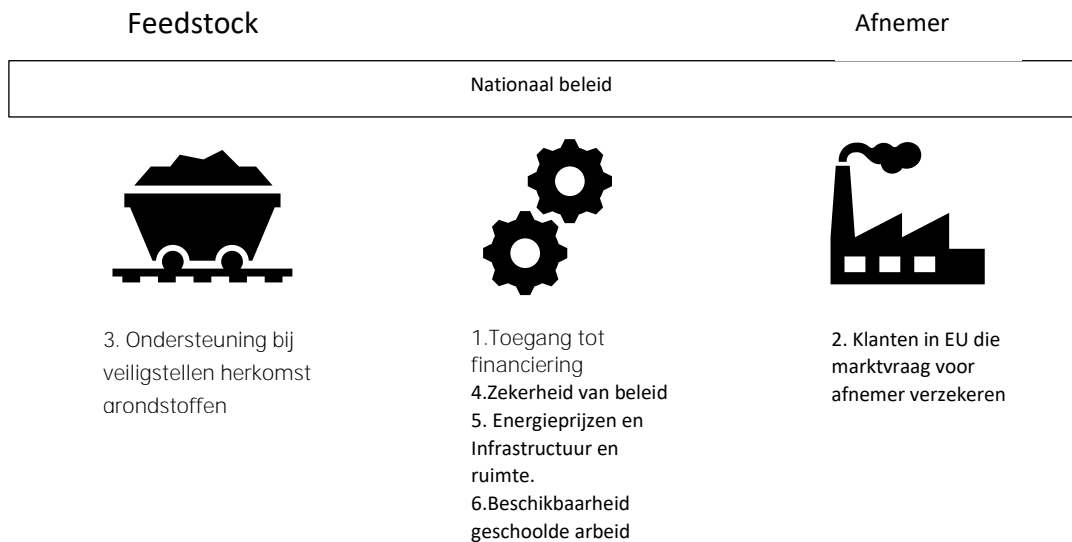 Feedstock
Afnemer
Nationaal beleid
3. Ondersteuning bij
veiligstellen herkomst
grondstoffen
1.Toegang tot
financiering
4.Zekerheid van beleid
5. Energieprijzen en
Infrastructuur en
ruimte.
6.Beschikbaarheid
geschoolde arbeid
2. Klanten in EU die
marktvraag voor
afnemer verzekeren